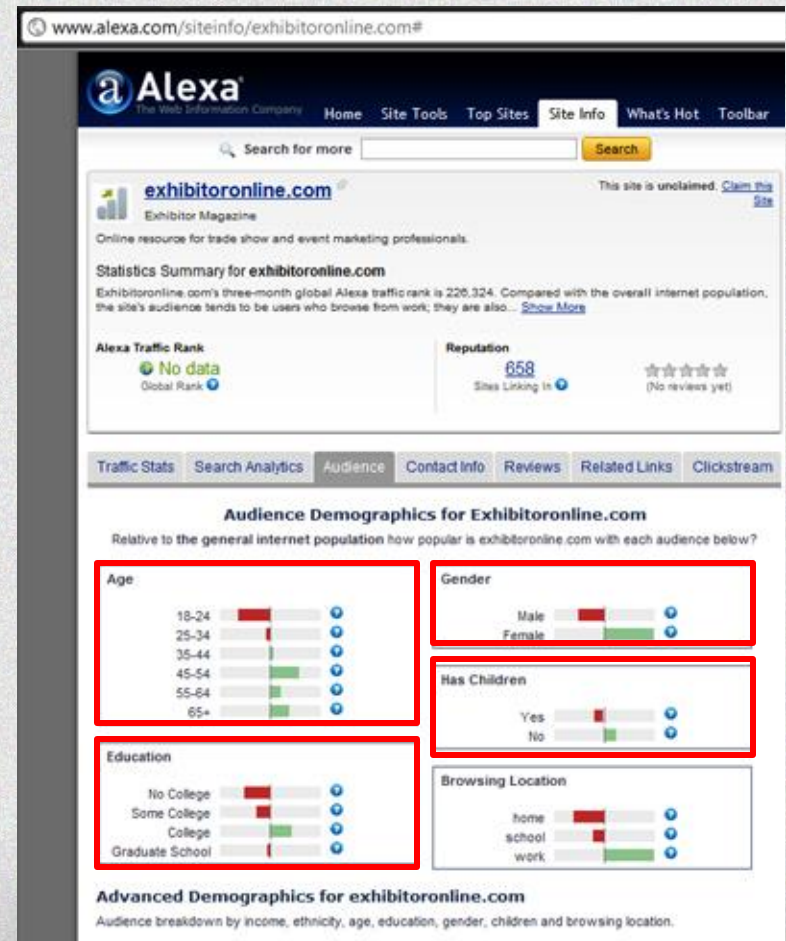 www.alexa.com/siteinfo/exhibitoronline.com#
a Alexa
The Web Information Company
Home Site Tools Top Sites Site Info What's Hot Toolbar
Search for more Search
exhibitoronline.com
This site is unclaimed. Claim this
Site
Exhibitor Magazine
Online resource for trade show and event marketing professionals.
Statistics Summary for exhibitoronline.com
Exhibitoronline.com's three-month global Alexa traffic rank is 226,324. Compared with the overall internet population,
the site's audience tends to be users who browse from work; they are also... Show More
Alexa Traffic Rank
No data
Global Rank ?
Reputation
658
Sites Linking In ?
(No reviews yet)
Traffic Stats Search Analytics Audience Contact Info Reviews Related Links Clickstream
Audience Demographics for Exhibitoronline.com
Relative to the general internet population how popular is exhibitoronline.com with each audience below?
Age
18-24 ?
25-34 ?
35-44 ?
45-54 ?
55-64 ?
65+ ?
Gender
Male ?
Female ?
Has Children
Yes ?
No ?
Education
No College ?
Some College ?
College ?
Graduate School ?
Browsing Location
home ?
school ?
work ?
Advanced Demographics for exhibitoronline.com
Audience breakdown by income, ethnicity, age, education, gender, children and browsing location.